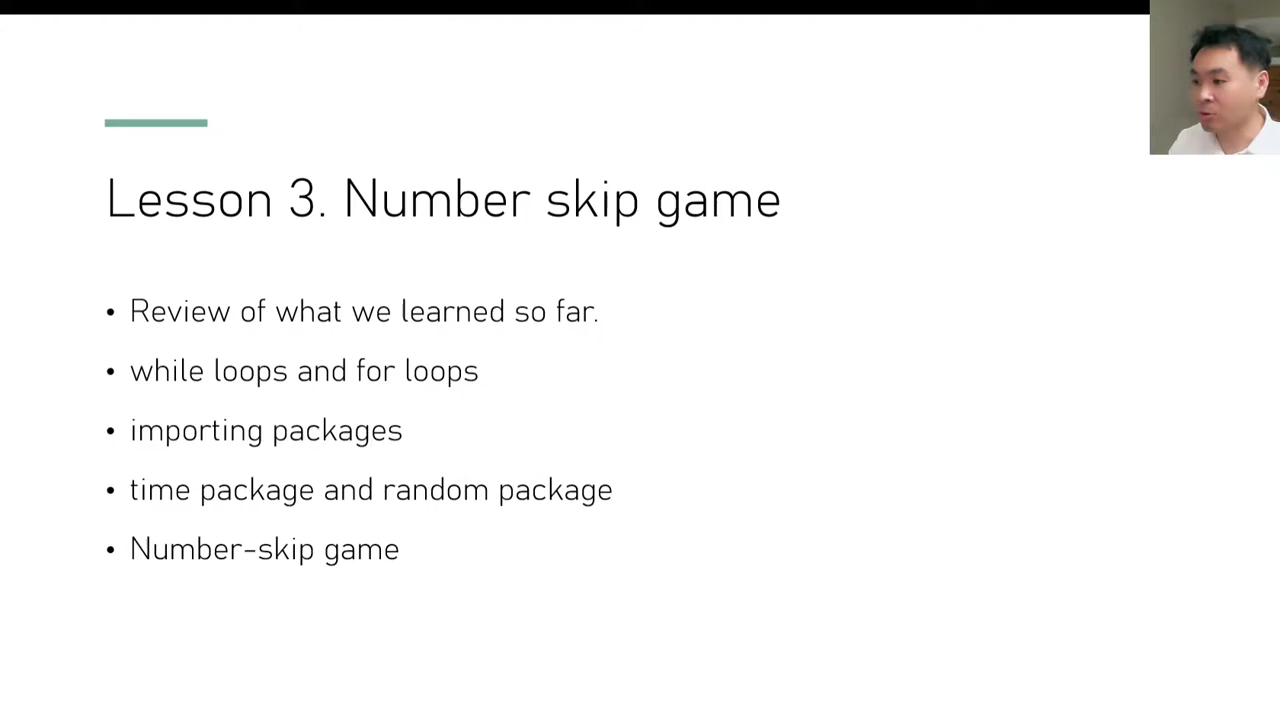 Lesson 3. Number skip game
• Review of what we learned so far.
• while loops and for loops
• importing packages
• time package and random package
• Number-skip game